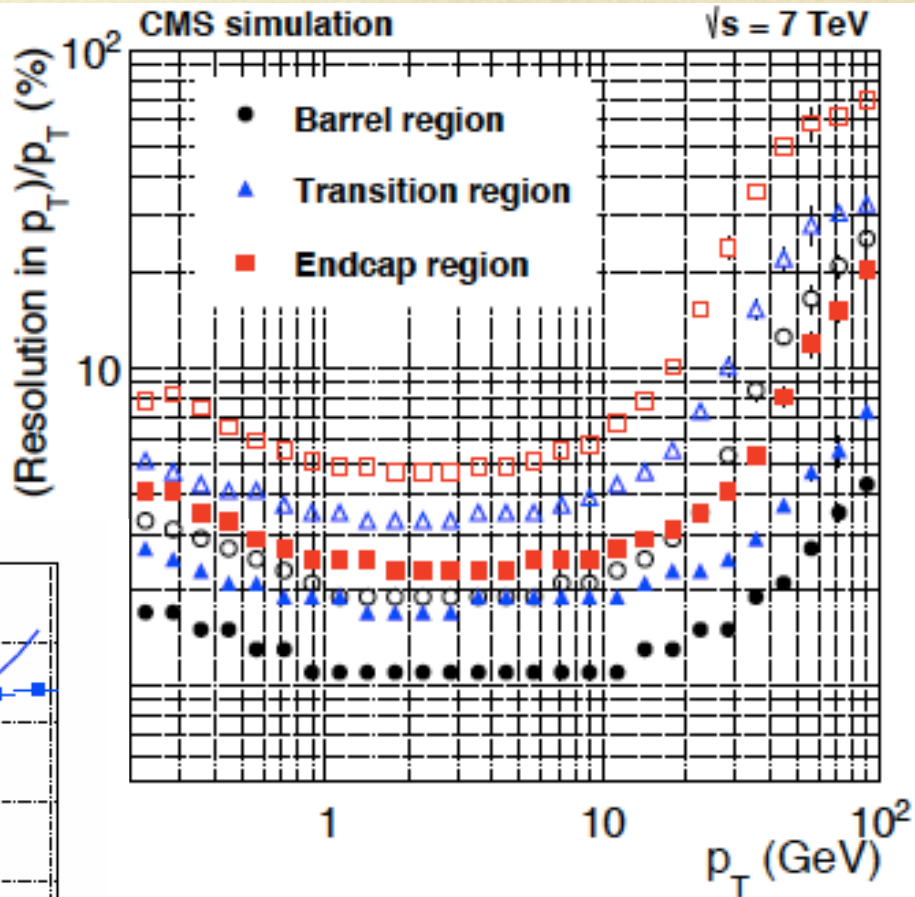 CMS simulation √s = 7 TeV
(Resolution in p_T)/p_T (%)
10²
Barrel region
Transition region
Endcap region
10
1 10 10²
p_T (GeV)